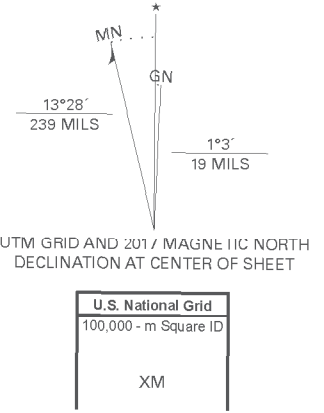 MN
GN
13°28´
239 MILS
1°3´
19 MILS
UTM GRID AND 2017 MAGNETIC NORTH
DECLINATION AT CENTER OF SHEET
U.S. National Grid
100,000 - m Square ID
XM